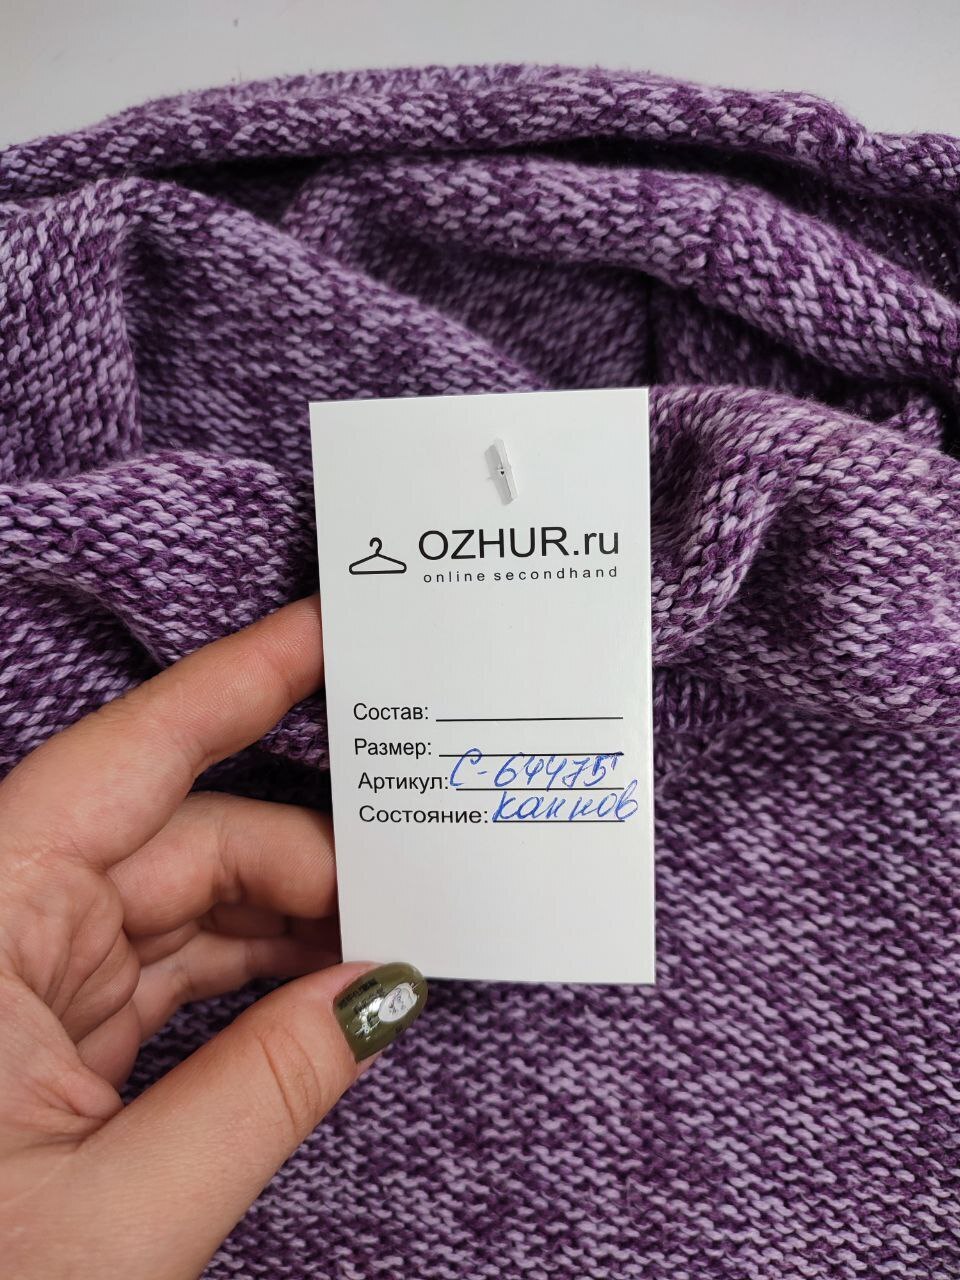 OZHUR.ru
online secondhand
Состав:
Размер:
Артикул: С-64475
Состояние: как нов